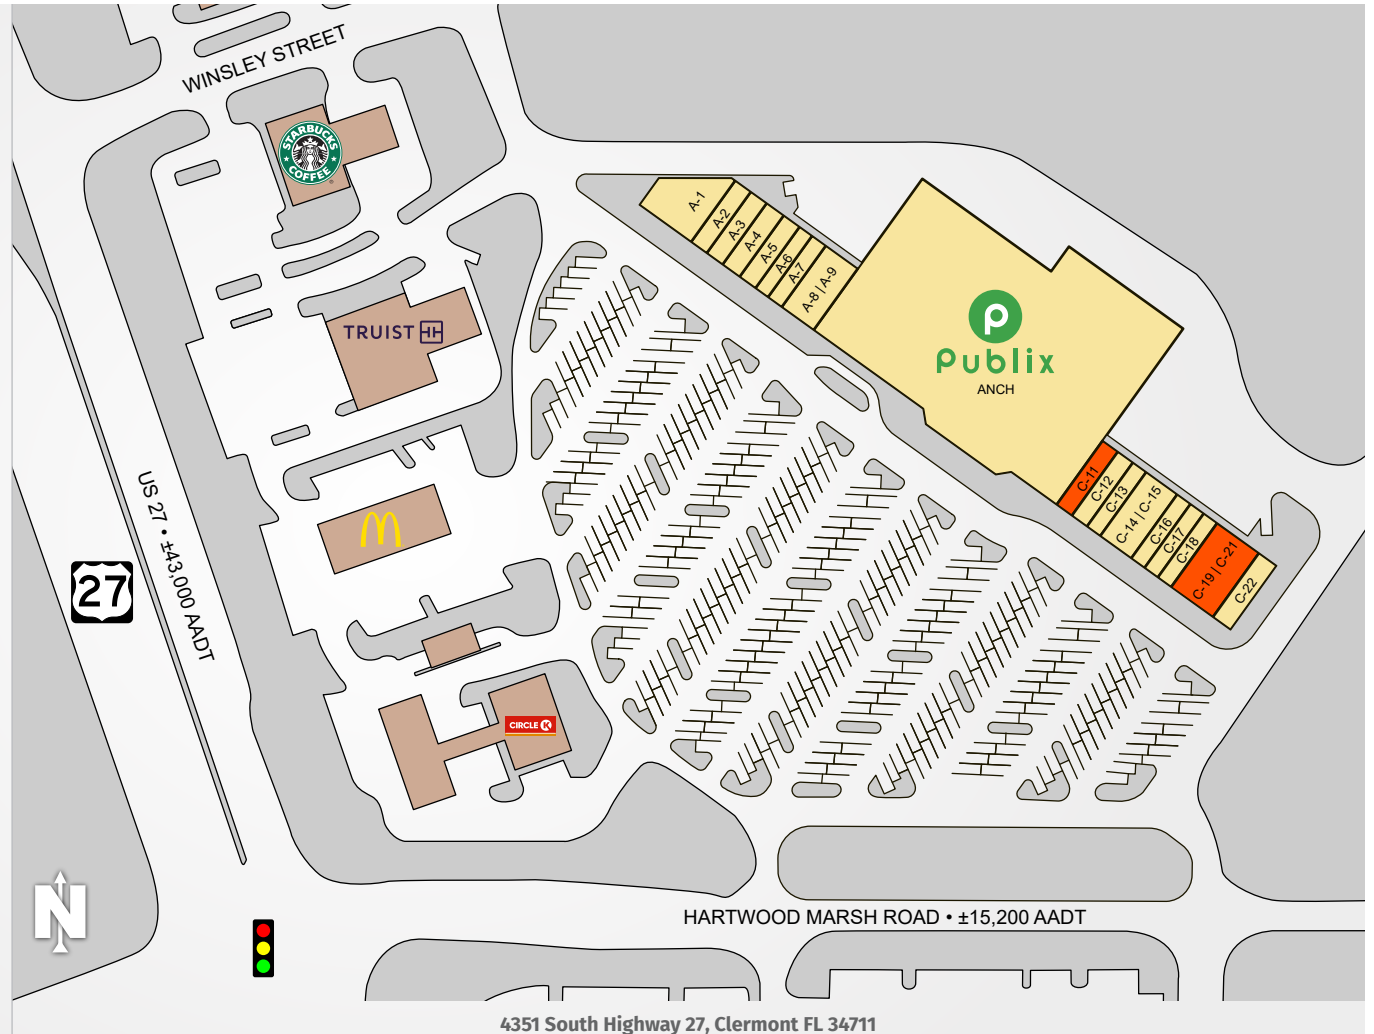 WINSLEY STREET
STARBUCKS
COFFEE
A-1
A-2
A-3
A-4
A-5
A-6
A-7
A-8 | A-9
TRUIST
p
Publix
ANCH
C-11
C-12
C-13
C-14 | C-15
C-16
C-17
C-18
C-19 | C-21
C-22
US 27 • ±43,000 AADT
27
CIRCLE K
N
HARTWOOD MARSH ROAD • ±15,200 AADT
4351 South Highway 27, Clermont FL 34711